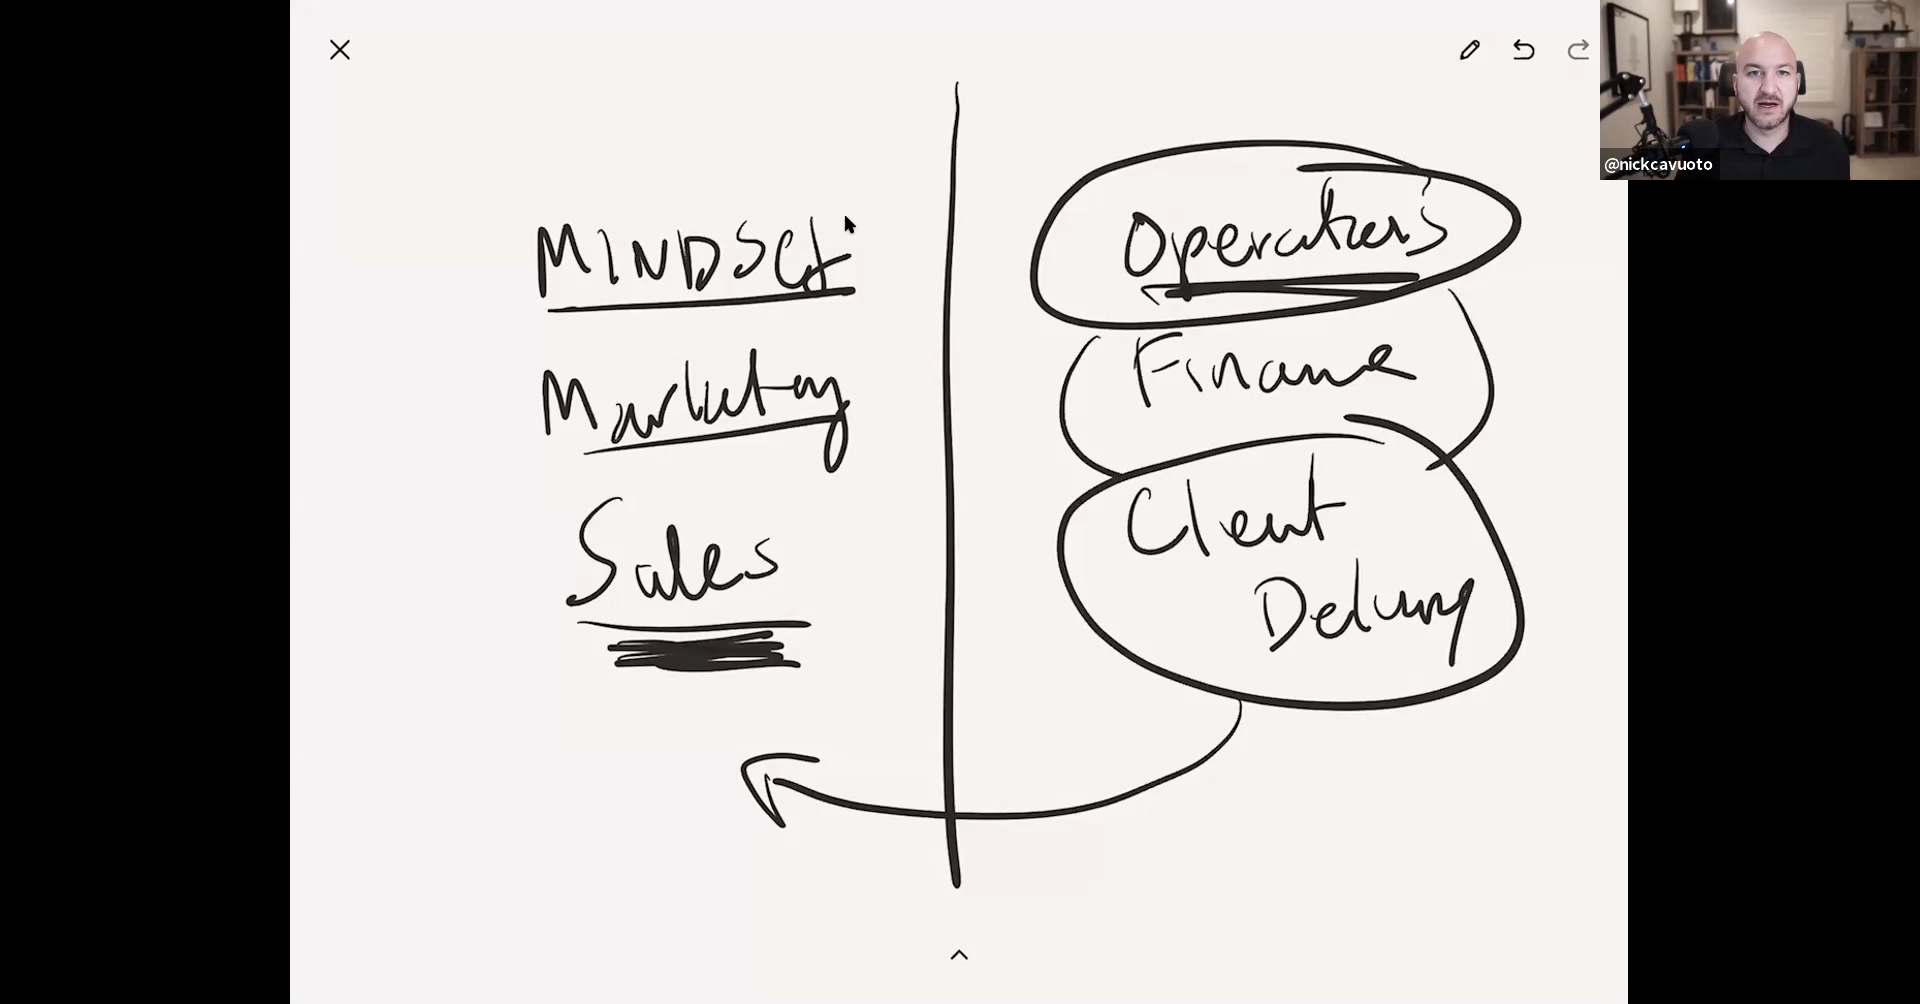 @nickcavuoto
MINDSet
Marketing
Sales
Operations
Finance
Client
Delivery